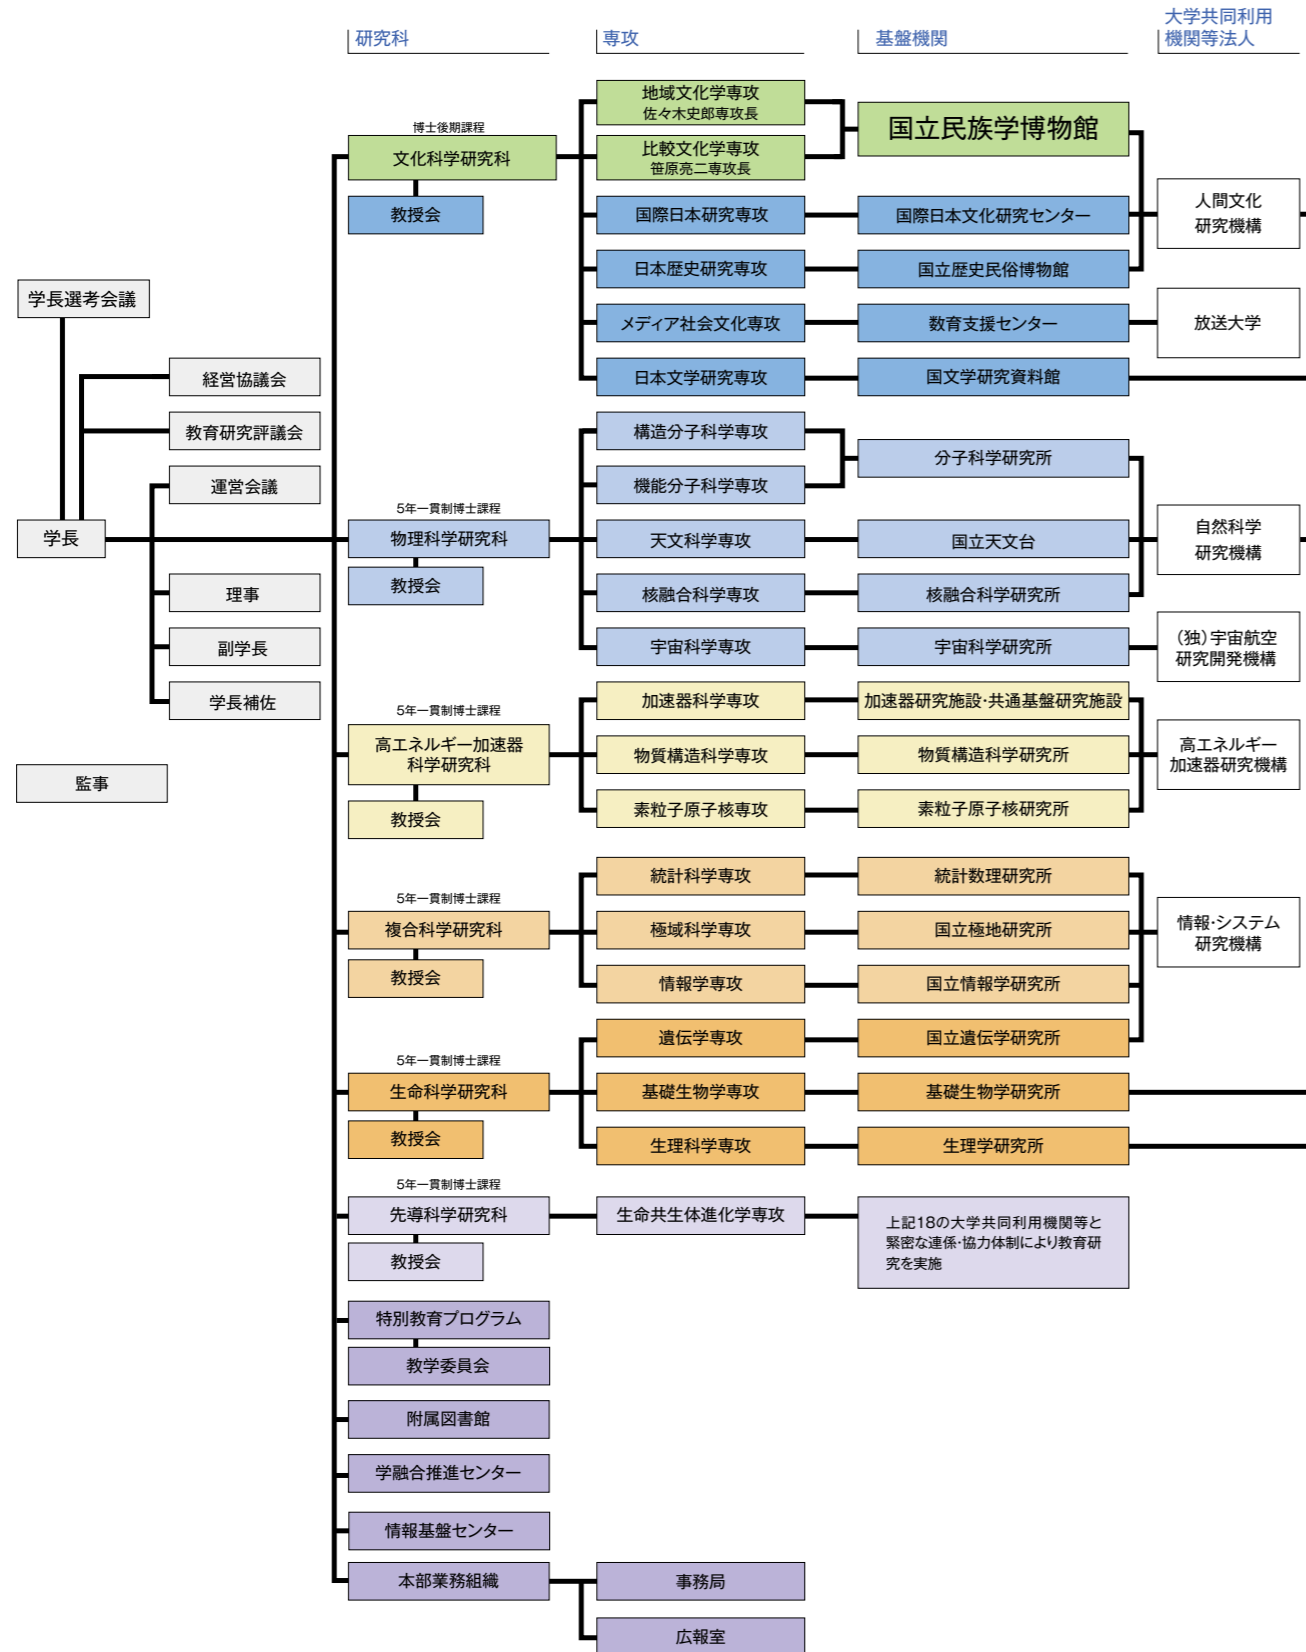 研究科
専攻
基盤機関
大学共同利用
機関等法人
博士後期課程
文化科学研究科
教授会
地域文化学専攻
佐々木史郎専攻長
比較文化学専攻
笹原亮二専攻長
国立民族学博物館
国際日本研究専攻
国際日本文化研究センター
日本歴史研究専攻
国立歴史民俗博物館
人間文化
研究機構
メディア社会文化専攻
数育支援センター
放送大学
日本文学研究専攻
国文学研究資料館
学長選考会議
経営協議会
教育研究評議会
運営会議
学長
理事
副学長
学長補佐
監事
5年一貫制博士課程
物理科学研究科
教授会
構造分子科学専攻
機能分子科学専攻
分子科学研究所
天文科学専攻
国立天文台
核融合科学専攻
核融合科学研究所
自然科学
研究機構
宇宙科学専攻
宇宙科学研究所
（独）宇宙航空
研究開発機構
5年一貫制博士課程
高エネルギー加速器
科学研究科
教授会
加速器科学専攻
加速器研究施設・共通基盤研究施設
物質構造科学専攻
物質構造科学研究所
素粒子原子核専攻
素粒子原子核研究所
高エネルギー
加速器研究機構
5年一貫制博士課程
複合科学研究科
教授会
統計科学専攻
統計数理研究所
極域科学専攻
国立極地研究所
情報学専攻
国立情報学研究所
情報・システム
研究機構
5年一貫制博士課程
生命科学研究科
教授会
遺伝学専攻
国立遺伝学研究所
基礎生物学専攻
基礎生物学研究所
生理科学専攻
生理学研究所
5年一貫制博士課程
先導科学研究科
教授会
生命共生体進化学専攻
上記18の大学共同利用機関等と
緊密な連係・協力体制により教育研
究を実施
特別教育プログラム
教学委員会
附属図書館
学融合推進センター
情報基盤センター
本部業務組織
事務局
広報室